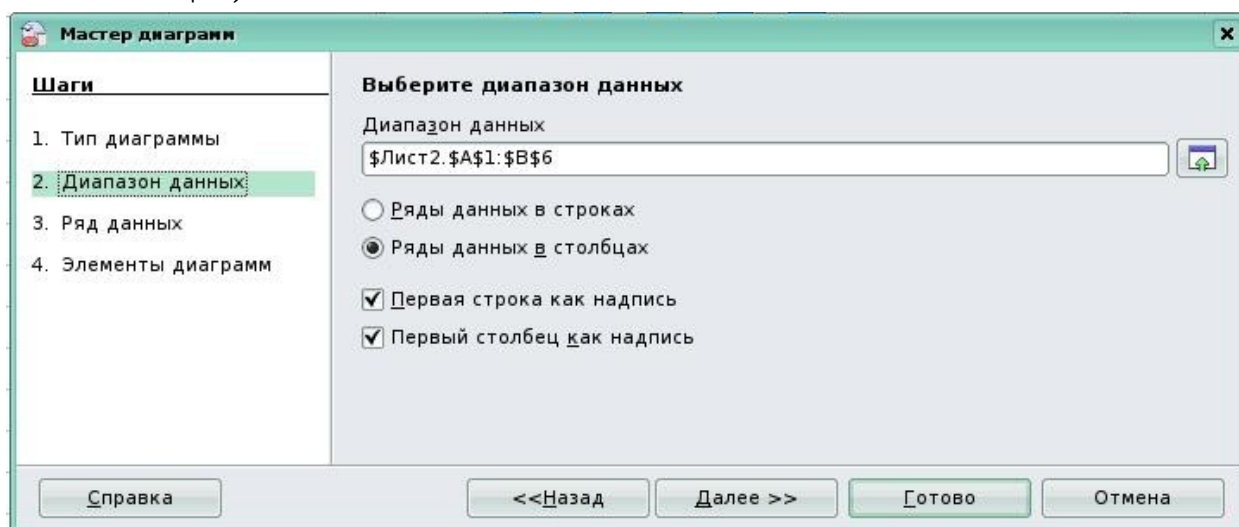 Мастер диаграмм
Шаги
1. Тип диаграммы
2. Диапазон данных
3. Ряд данных
4. Элементы диаграмм
Выберите диапазон данных
Диапазон данных
$Лист2.$A$1:$B$6
Ряды данных в строках
Ряды данных в столбцах
Первая строка как надпись
Первый столбец как надпись
Справка
<<Назад
Далее >>
Готово
Отмена